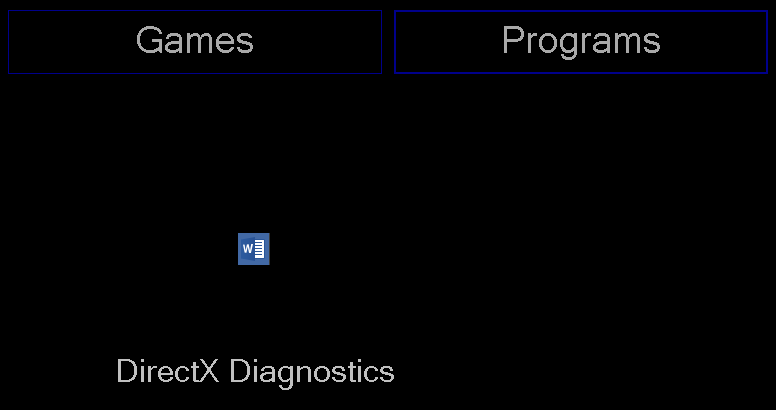 Games
Programs
W
DirectX Diagnostics